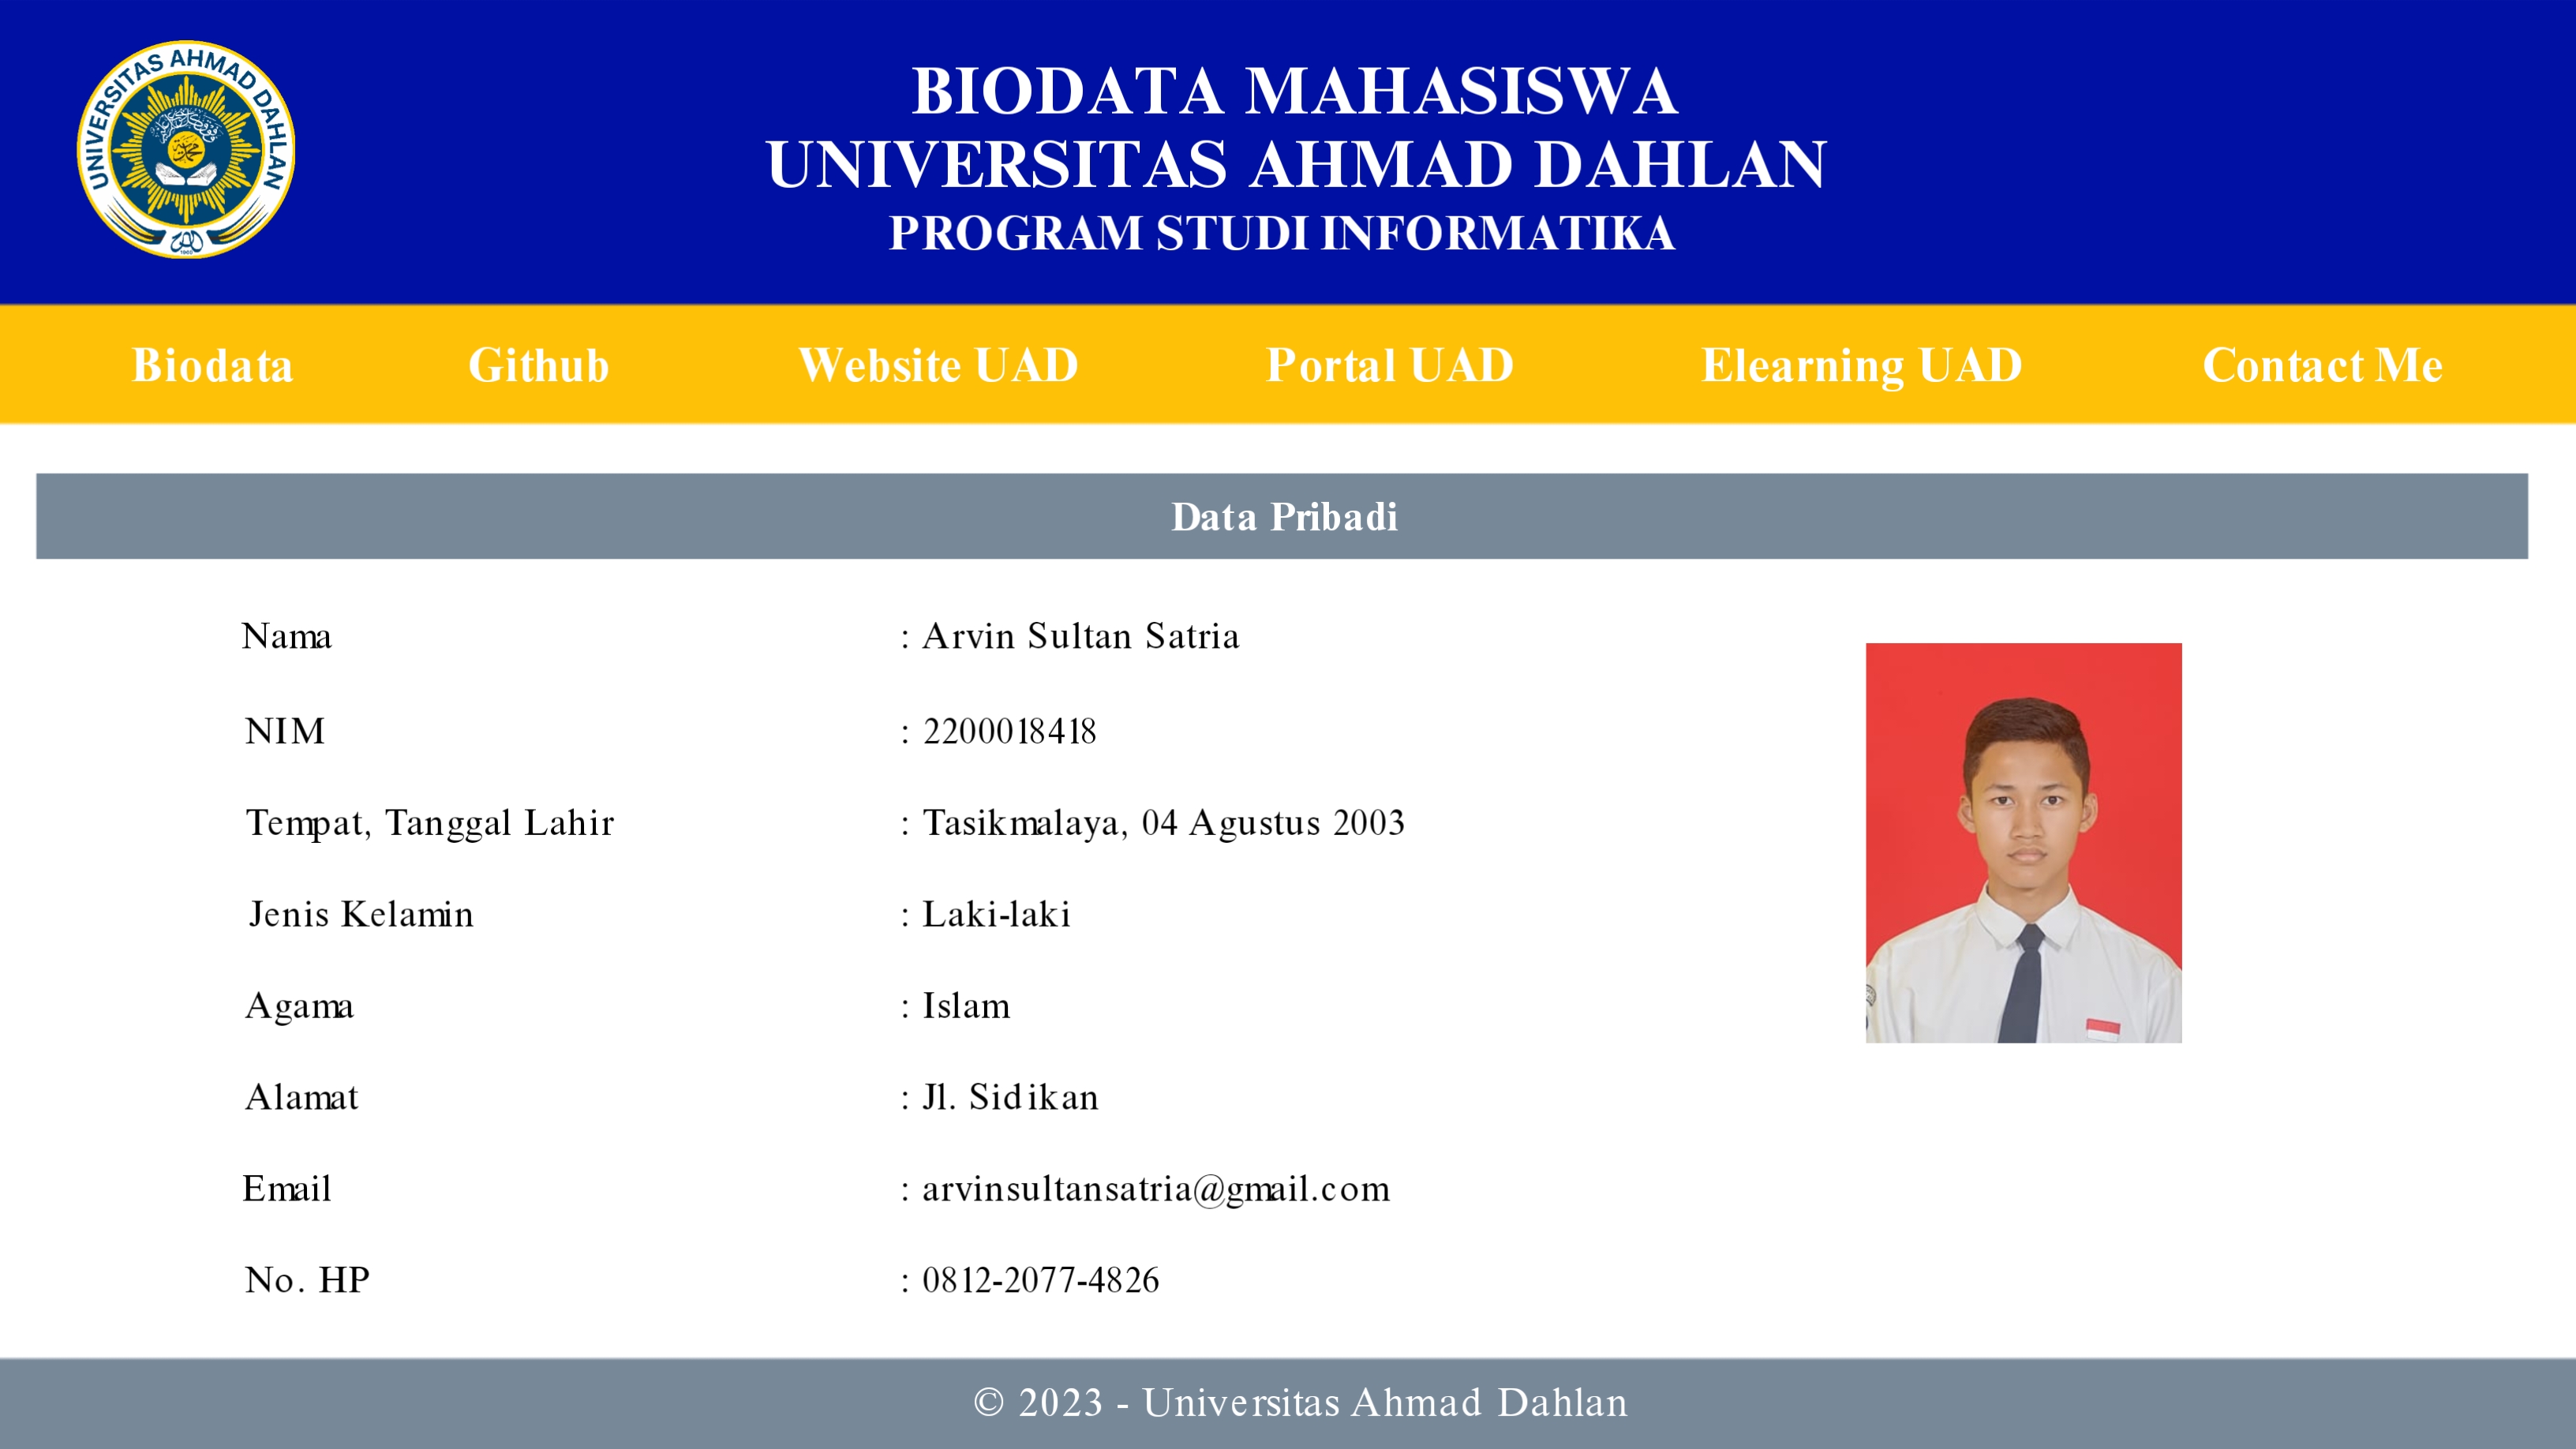 UNIVERSITAS AHMAD DAHLAN
BIODATA MAHASISWA
UNIVERSITAS AHMAD DAHLAN
PROGRAM STUDI INFORMATIKA
Biodata Github Website UAD Portal UAD Elearning UAD Contact Me
Data Pribadi
Nama : Arvin Sultan Satria
NIM : 2200018418
Tempat, Tanggal Lahir : Tasikmalaya, 04 Agustus 2003
Jenis Kelamin : Laki-laki
Agama : Islam
Alamat : Jl. Sidikan
Email : arvinsultansatria@gmail.com
No. HP : 0812-2077-4826
© 2023 - Universitas Ahmad Dahlan